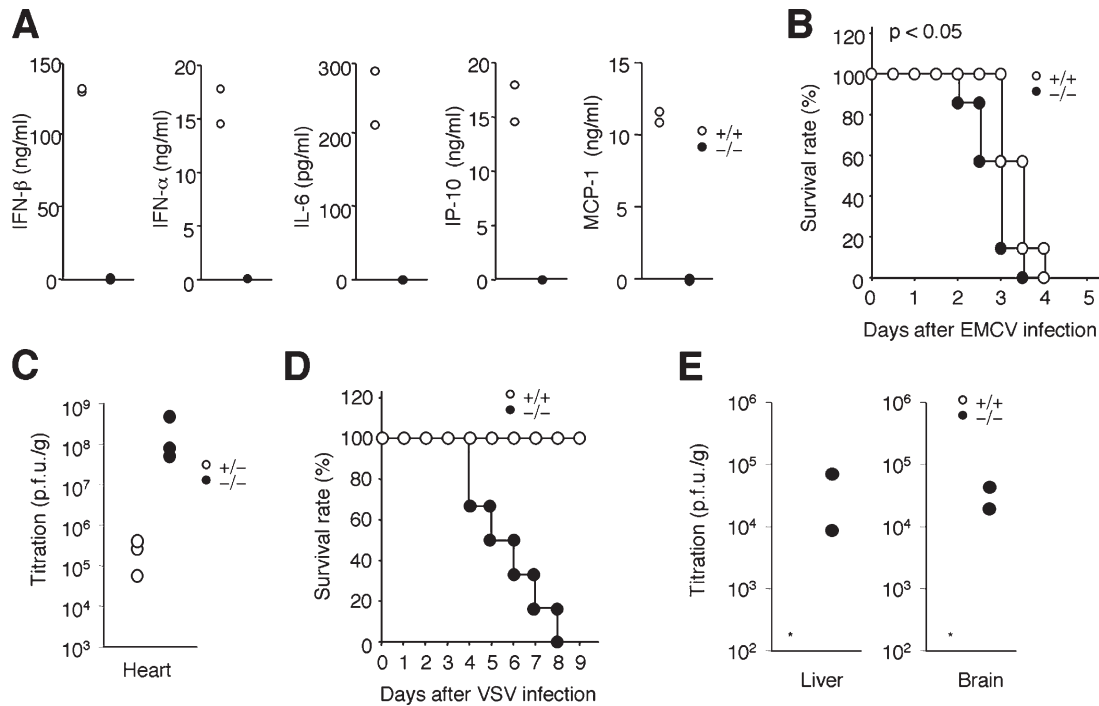 A
IFN-β (ng/ml)
150
100
50
0
IFN-α (ng/ml)
20
15
10
5
0
IL-6 (pg/ml)
300
200
100
0
IP-10 (ng/ml)
20
15
10
5
0
MCP-1 (ng/ml)
15
10
5
0
+/+
−/−
B
p < 0.05
Survival rate (%)
120
100
80
60
40
20
0
+/+
−/−
0 1 2 3 4 5
Days after EMCV infection
C
Titration (p.f.u./g)
10⁹
10⁸
10⁷
10⁶
10⁵
10⁴
10³
+/−
−/−
Heart
D
Survival rate (%)
120
100
80
60
40
20
0
+/+
−/−
0 1 2 3 4 5 6 7 8 9
Days after VSV infection
E
Titration (p.f.u./g)
10⁶
10⁵
10⁴
10³
10²
*
Liver
10⁶
10⁵
10⁴
10³
10²
+/+
−/−
*
Brain